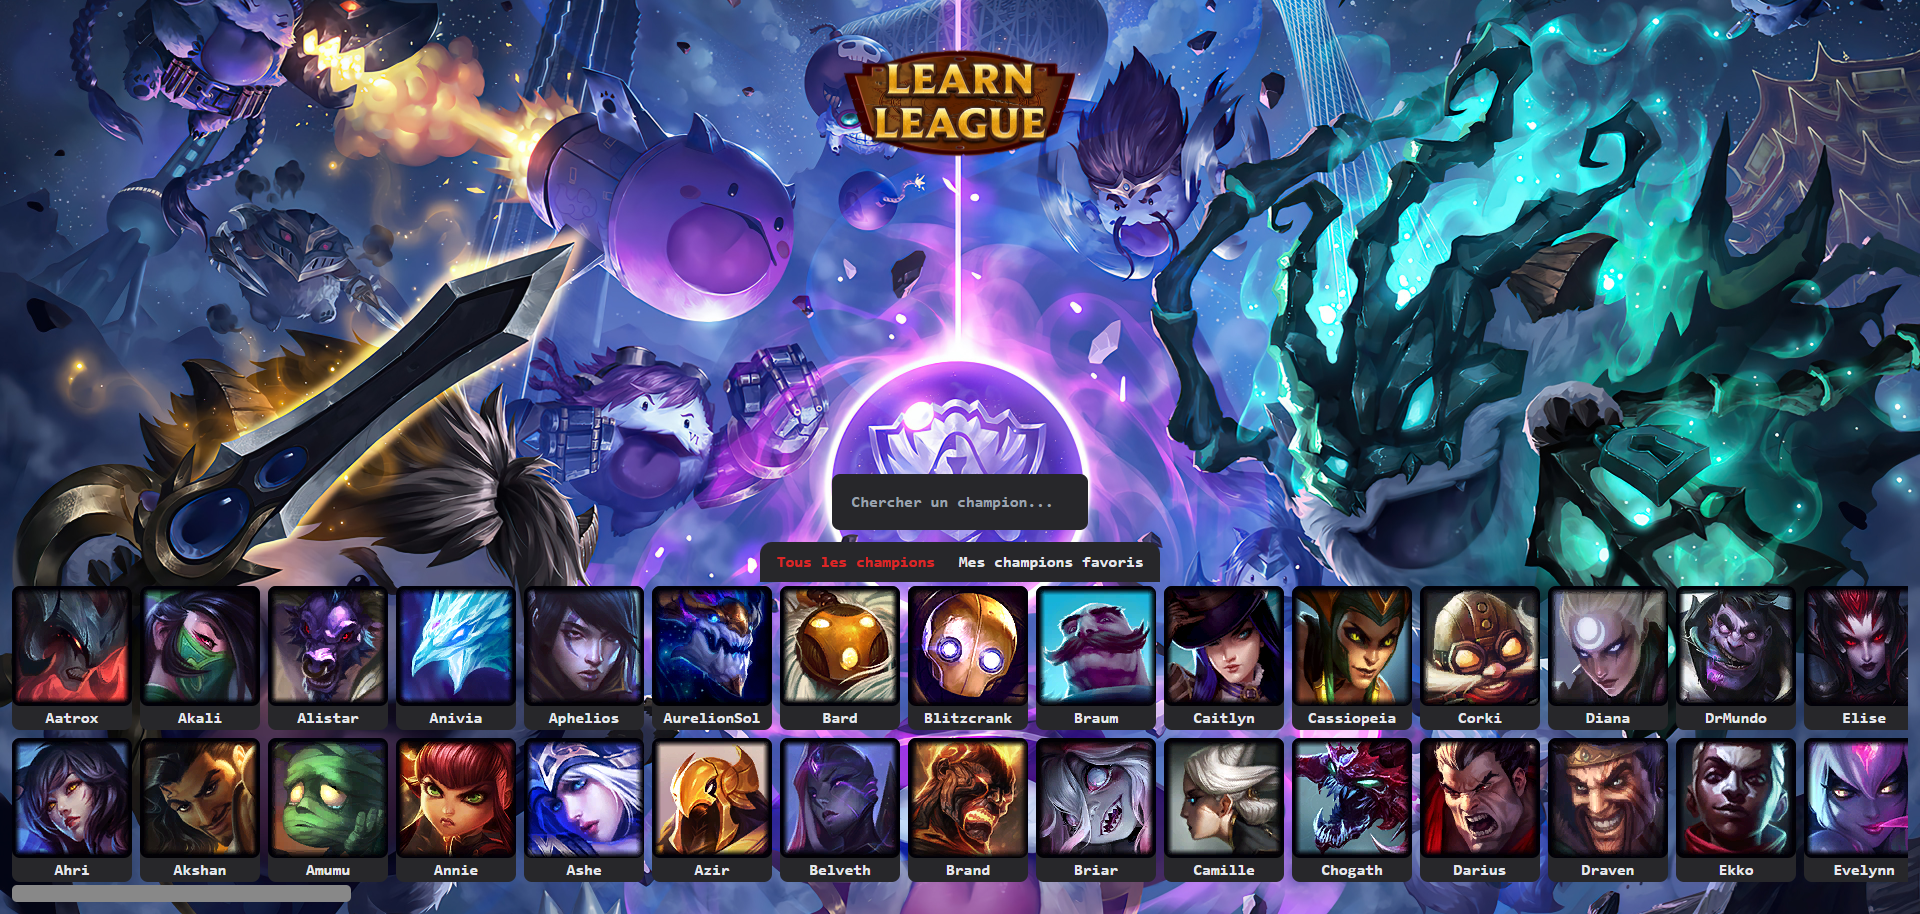 LEARN
LEAGUE
Chercher un champion...
Tous les champions Mes champions favoris
Aatrox Akali Alistar Anivia Aphelios AurelionSol Bard Blitzcrank Braum Caitlyn Cassiopeia Corki Diana DrMundo Elise
Ahri Akshan Amumu Annie Ashe Azir Belveth Brand Briar Camille Chogath Darius Draven Ekko Evelynn